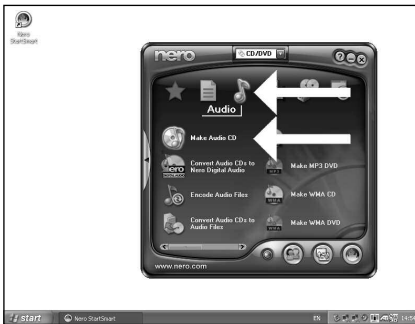 Nero
StartSmart
nero
CD/DVD
Audio
Make Audio CD
Convert Audio CDs to
Nero Digital Audio
Make MP3 DVD
Encode Audio Files
Make WMA CD
Convert Audio CDs to
Audio Files
Make WMA DVD
www.nero.com
start
Nero StartSmart
EN